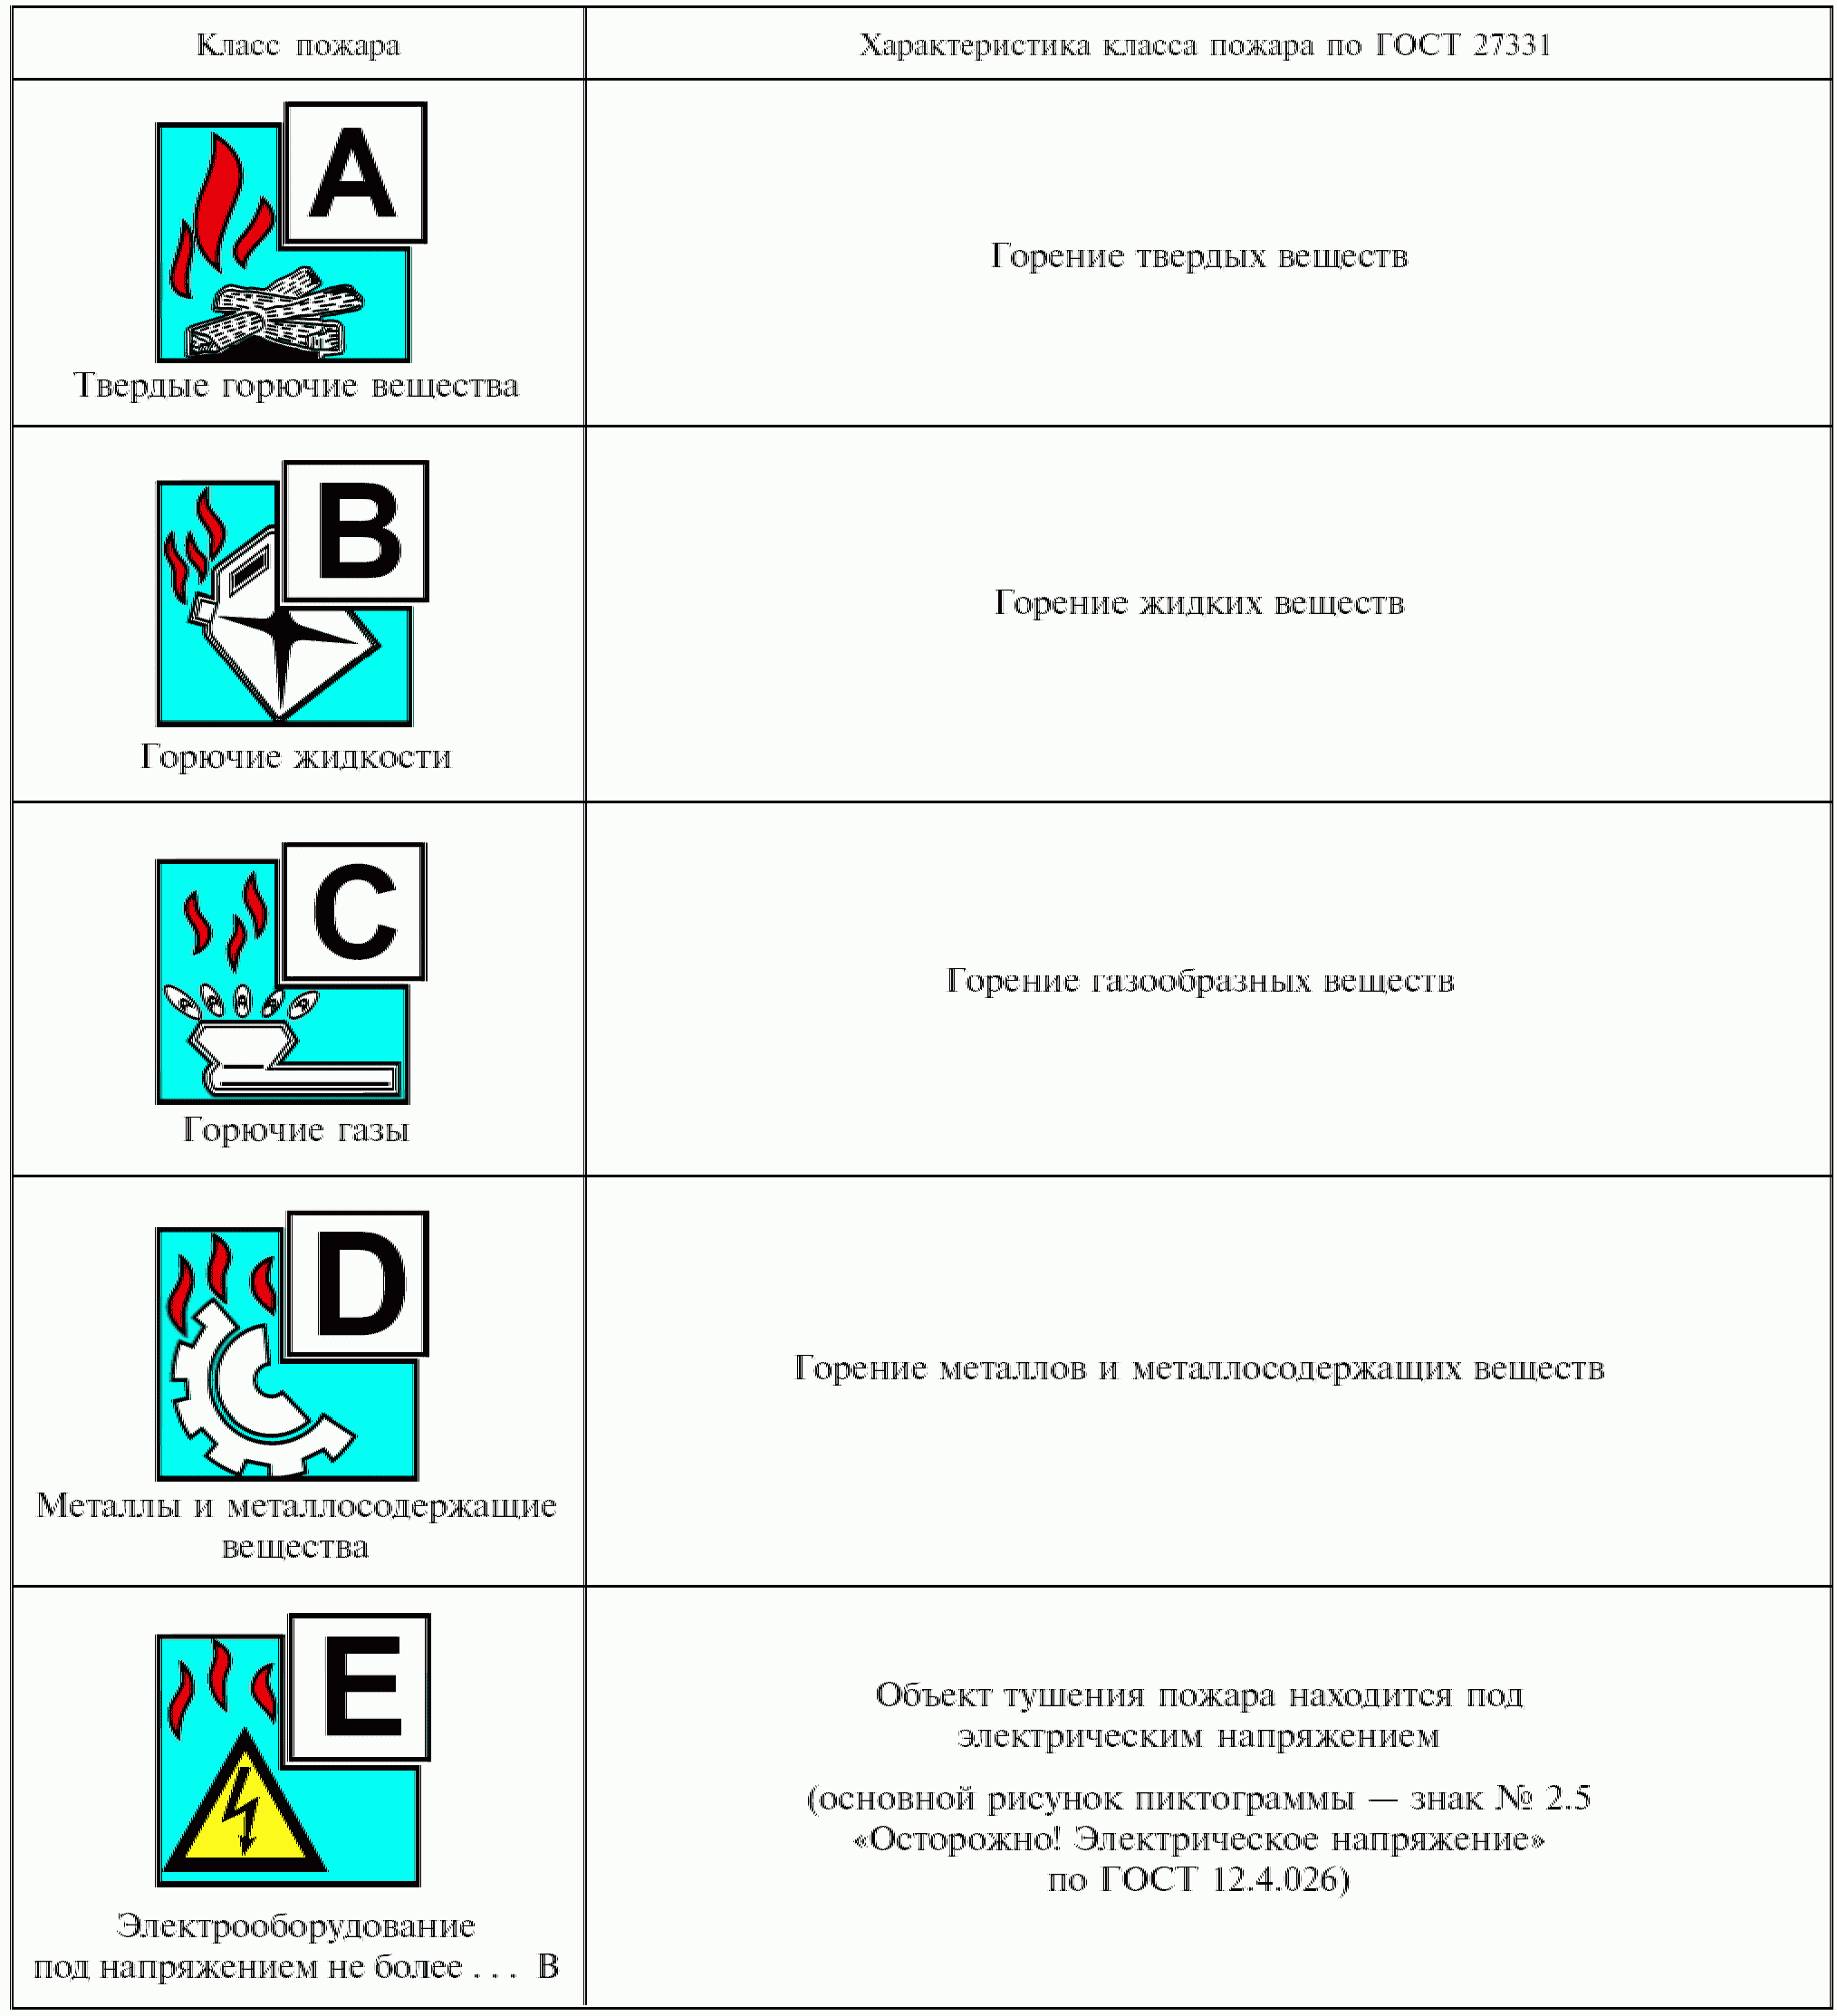 Класс пожара
Характеристика класса пожара по ГОСТ 27331
A
Твердые горючие вещества
Горение твердых веществ
B
Горючие жидкости
Горение жидких веществ
C
Горючие газы
Горение газообразных веществ
D
Металлы и металлосодержащие
вещества
Горение металлов и металлосодержащих веществ
E
Электрооборудование
под напряжением не более . . . В
Объект тушения пожара находится под
электрическим напряжением
(основной рисунок пиктограммы — знак № 2.5
«Осторожно! Электрическое напряжение»
по ГОСТ 12.4.026)